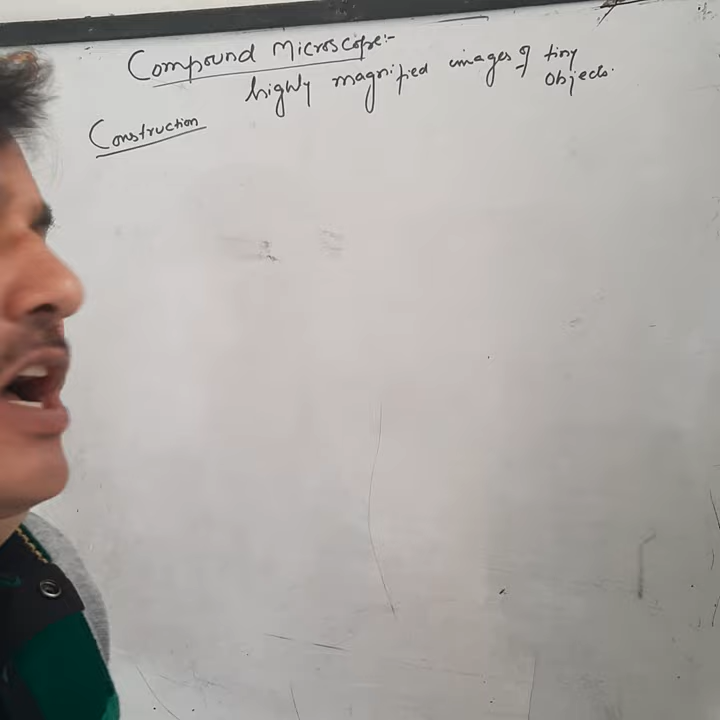 Compound Microscope:-
highly magnified images of tiny
Objects.
Construction